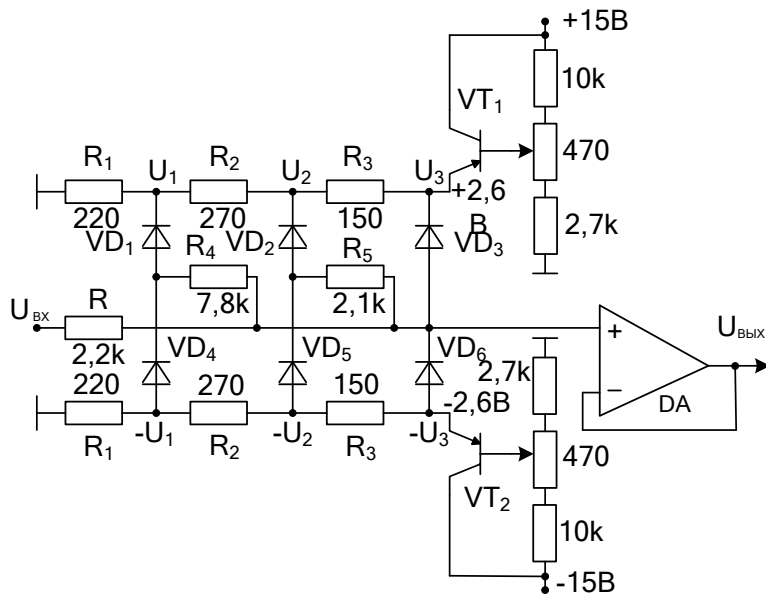 +15В
10k
VT1
470
R1 U1 R2 U2 R3 U3
+2,6
В
220 270 150 2,7k
VD1 VD2 VD3
R4 R5
7,8k 2,1k
Uвх R
2,2k
+
−
DA
Uвых
VD4 VD5 VD6
2,7k
220 270 150 -2,6В
R1 -U1 R2 -U2 R3 -U3
470
VT2
10k
-15В